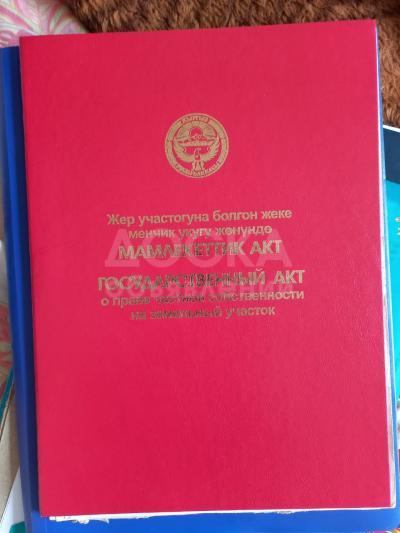 Жер участогуна болгон жеке
менчик укугу жөнүндө
МАМЛЕКЕТТИК АКТ
ГОСУДАРСТВЕННЫЙ АКТ
о праве частной собственности
на земельный участок